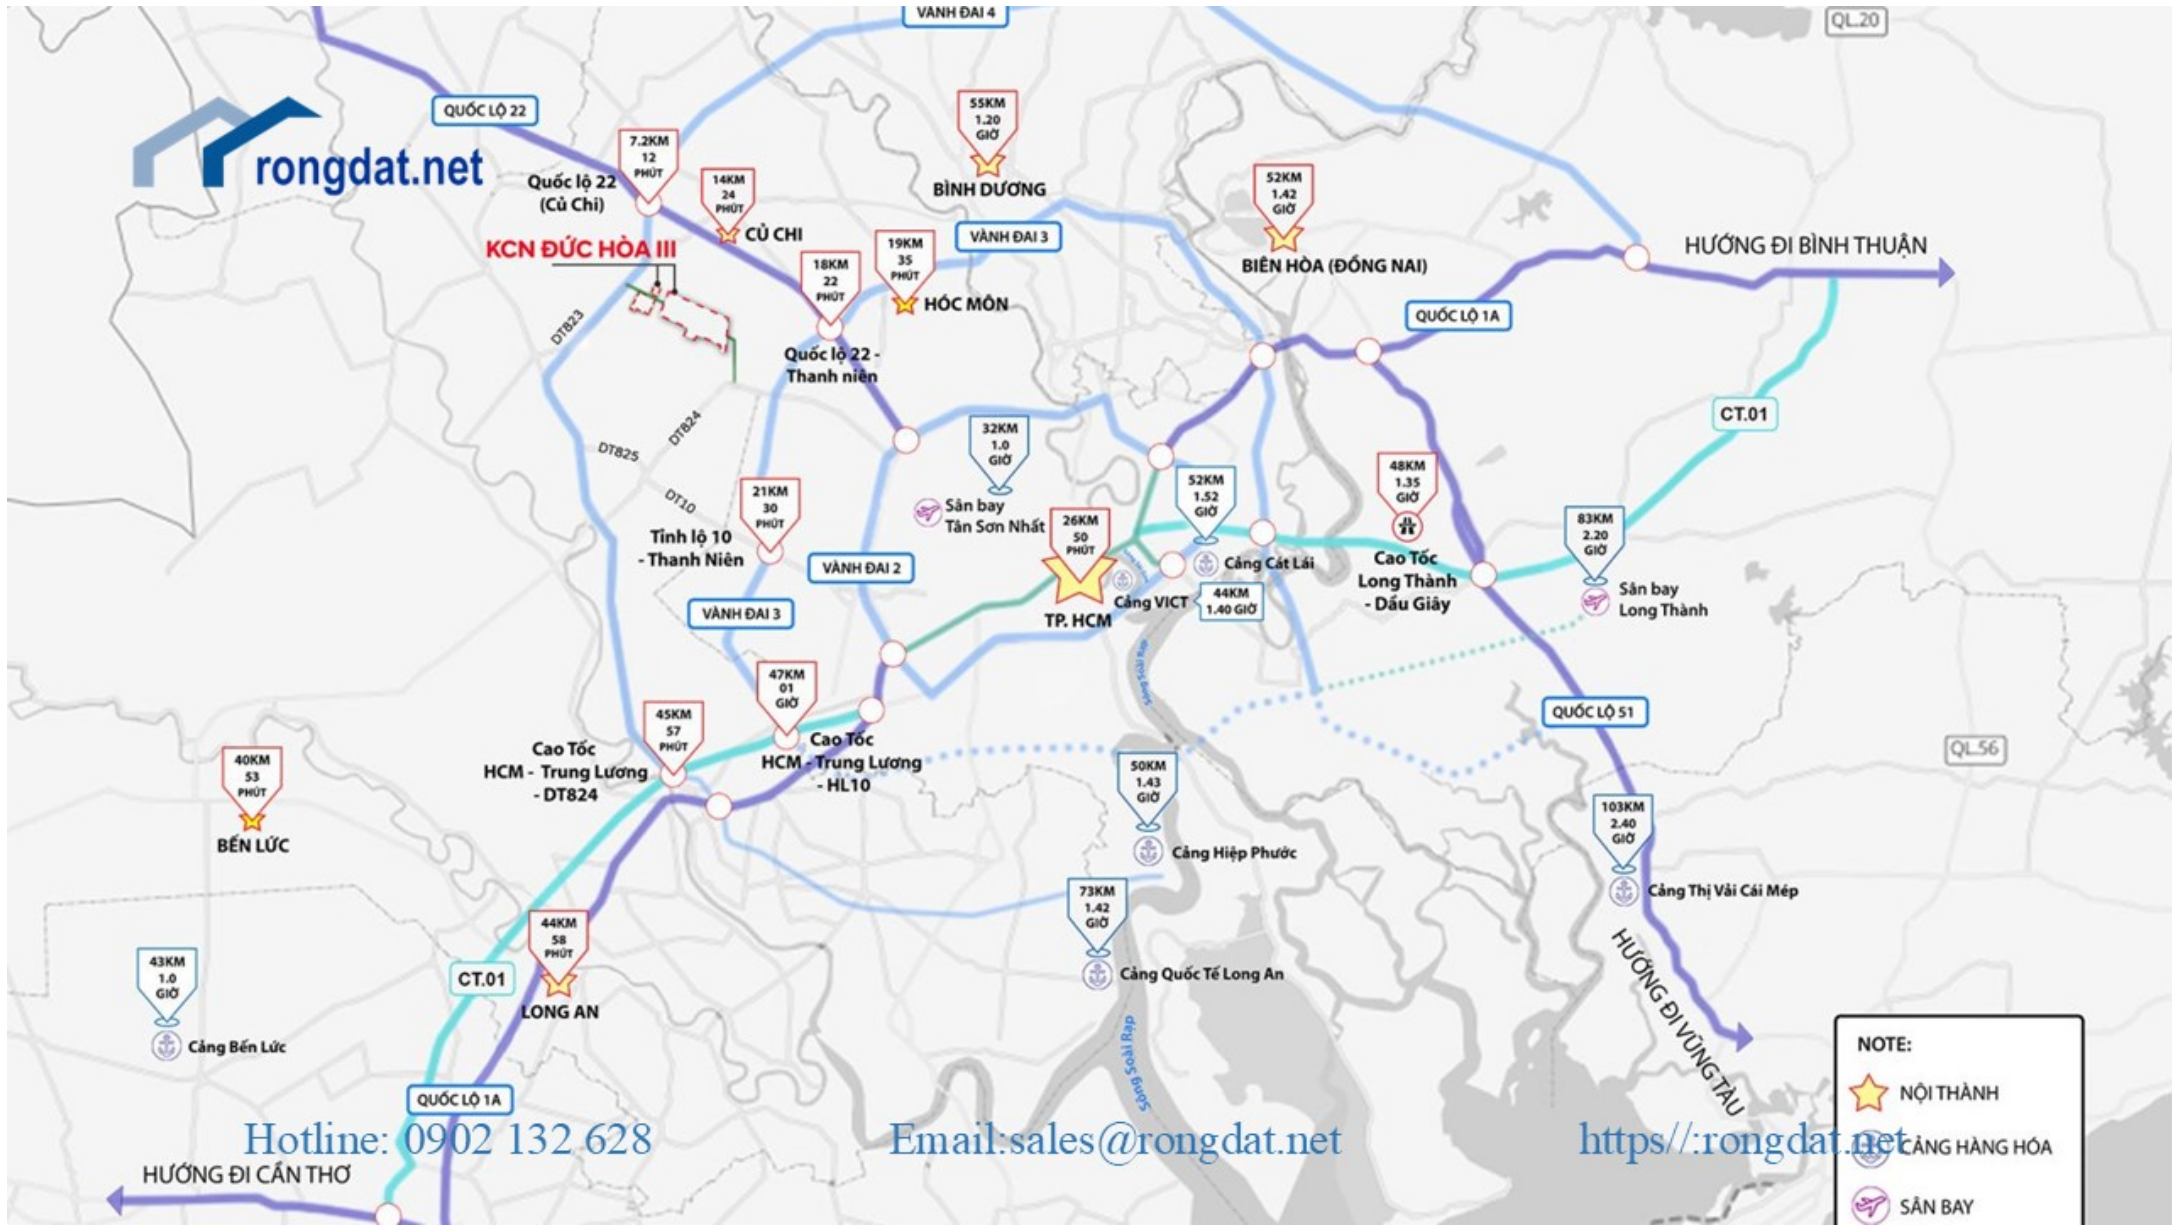 VÀNH ĐAI 4
QL.20
QUỐC LỘ 22
rongdat.net
7.2KM
12
PHÚT
Quốc lộ 22
(Củ Chi)
14KM
24
PHÚT
CỦ CHI
55KM
1.20
GIỜ
BÌNH DƯƠNG
52KM
1.42
GIỜ
BIÊN HÒA (ĐỒNG NAI)
KCN ĐỨC HÒA III
18KM
22
PHÚT
19KM
35
PHÚT
HÓC MÔN
VÀNH ĐAI 3
HƯỚNG ĐI BÌNH THUẬN
QUỐC LỘ 1A
DT823
Quốc lộ 22 -
Thanh niên
CT.01
DT824
DT825
DT10
32KM
1.0
GIỜ
Sân bay
Tân Sơn Nhất
21KM
30
PHÚT
Tỉnh lộ 10
- Thanh Niên
VÀNH ĐAI 2
26KM
50
PHÚT
TP. HCM
52KM
1.52
GIỜ
Cảng Cát Lái
Cảng VICT
44KM
1.40 GIỜ
48KM
1.35
GIỜ
Cao Tốc
Long Thành
- Dầu Giây
83KM
2.20
GIỜ
Sân bay
Long Thành
VÀNH ĐAI 3
Sông Soài Rạp
47KM
01
GIỜ
Cao Tốc
HCM - Trung Lương
- HL10
45KM
57
PHÚT
Cao Tốc
HCM - Trung Lương
- DT824
QUỐC LỘ 51
QL.56
40KM
53
PHÚT
BẾN LỨC
50KM
1.43
GIỜ
Cảng Hiệp Phước
103KM
2.40
GIỜ
Cảng Thị Vải Cái Mép
73KM
1.42
GIỜ
Cảng Quốc Tế Long An
44KM
58
PHÚT
LONG AN
43KM
1.0
GIỜ
Cảng Bến Lức
CT.01
Sông Soài Rạp
HƯỚNG ĐI VŨNG TÀU
QUỐC LỘ 1A
Hotline: 0902 132 628
Email:sales@rongdat.net
https//:rongdat.net
HƯỚNG ĐI CẦN THƠ
NOTE:
NỘI THÀNH
CẢNG HÀNG HÓA
SÂN BAY